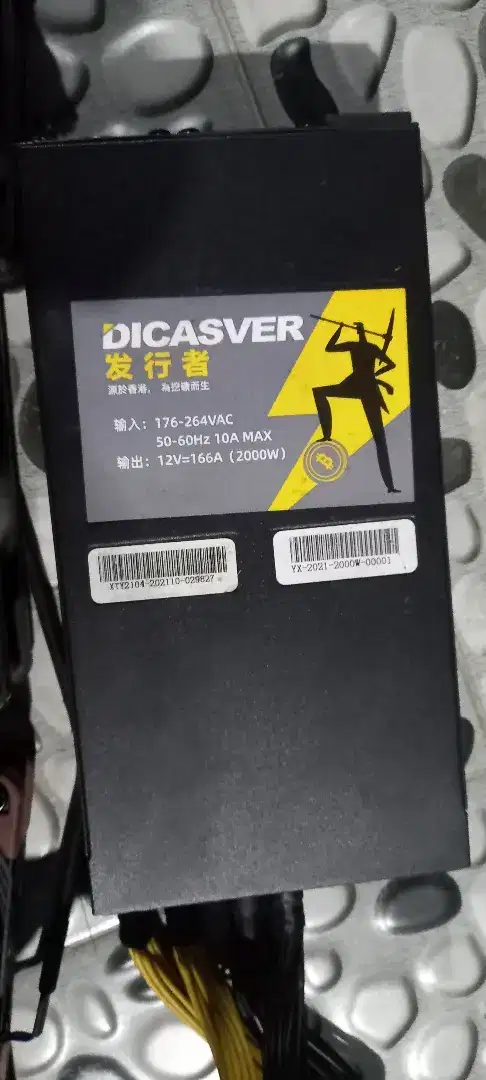 DICASVER
发行者
源於香港，為挖礦而生
输入：176-264VAC
50-60Hz 10A MAX
输出：12V=166A（2000W）
XTY2104-202110-029827
YX-2021-2000W-00001